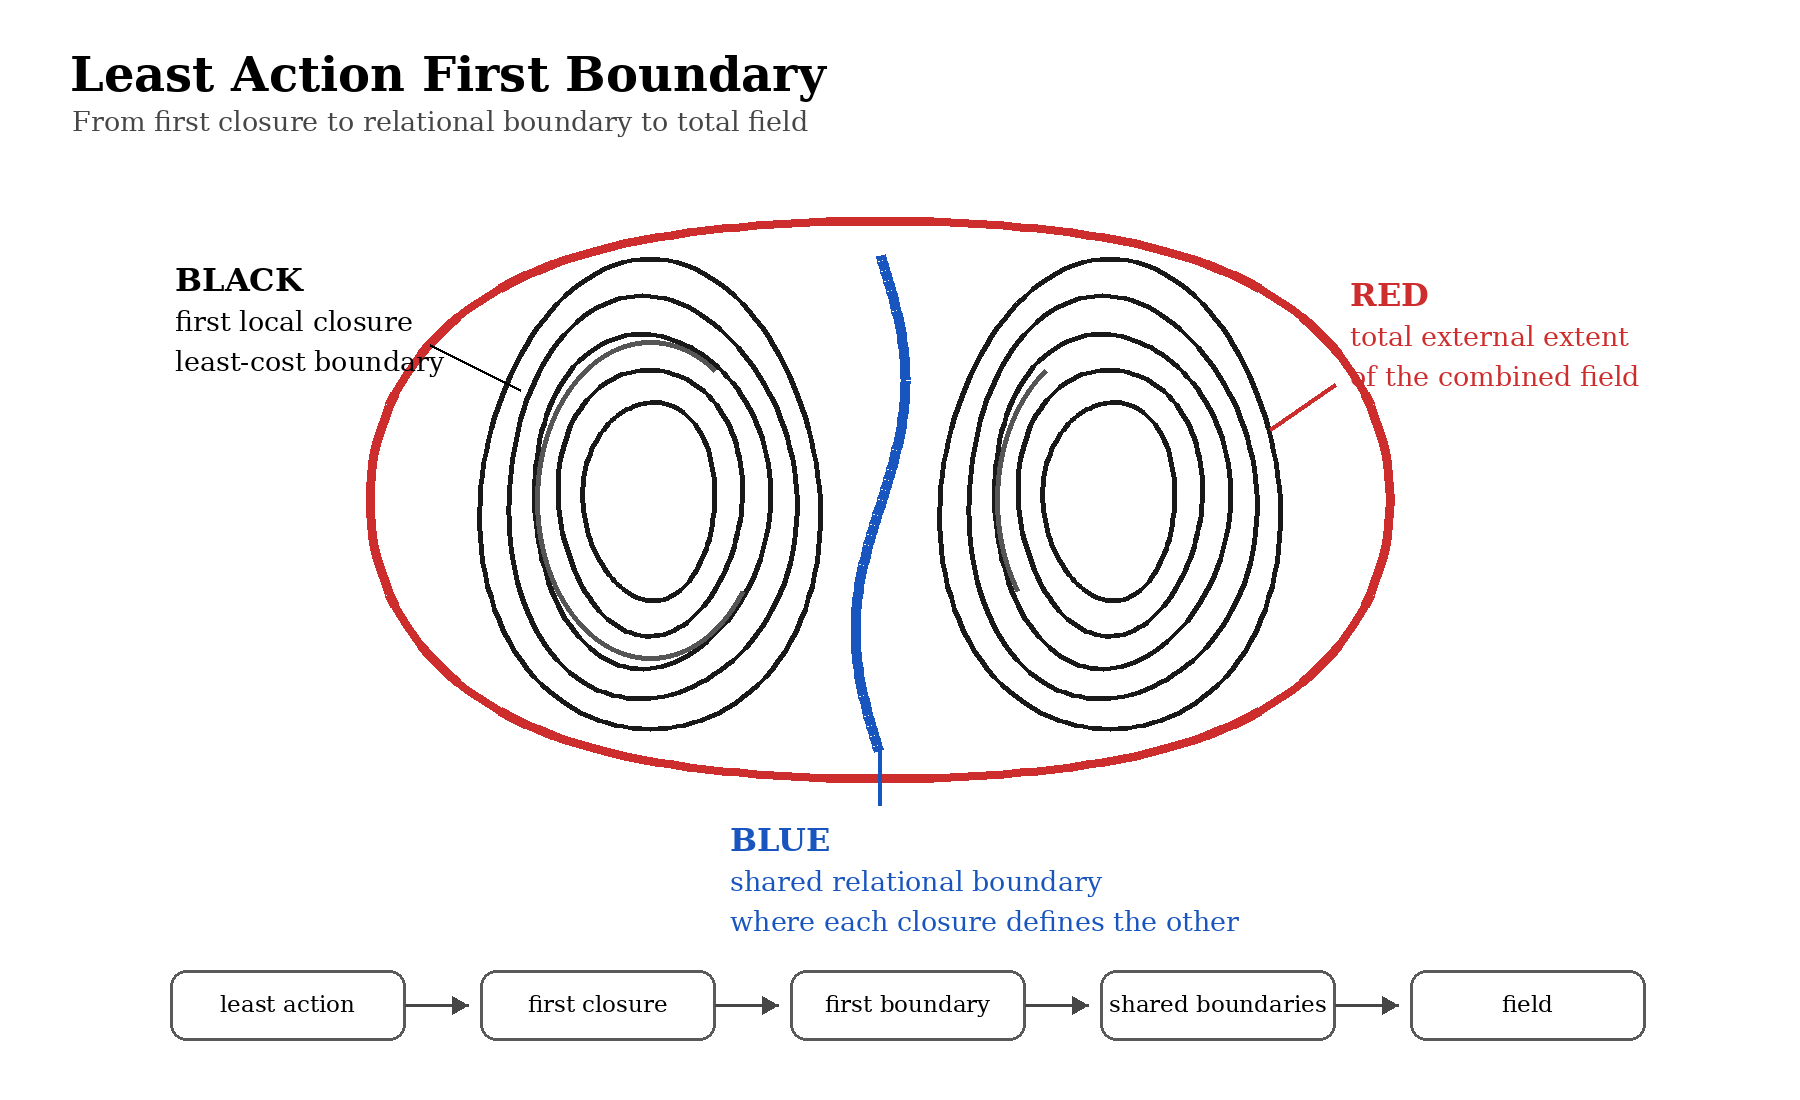 Least Action First Boundary
From first closure to relational boundary to total field
BLACK
first local closure
least-cost boundary
RED
total external extent
of the combined field
BLUE
shared relational boundary
where each closure defines the other
least action
first closure
first boundary
shared boundaries
field